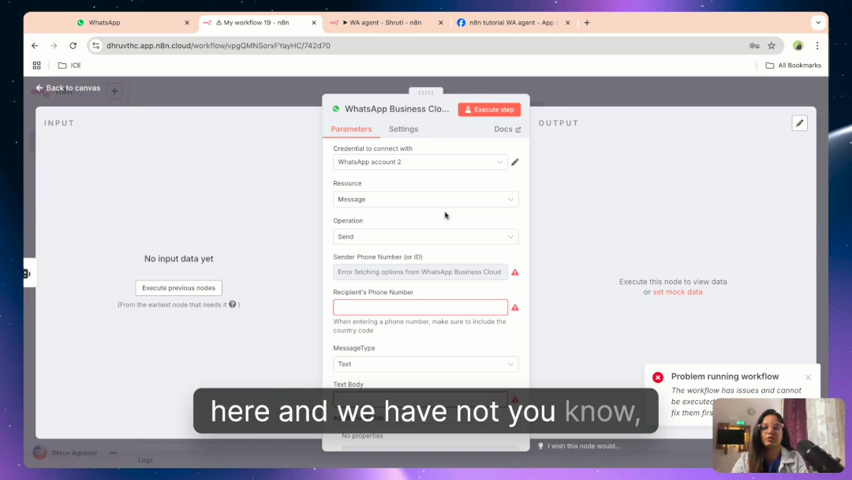 WhatsApp
My workflow 19 - n8n
WA agent - Shruti - n8n
n8n tutorial WA agent - App s
dhruvthc.app.n8n.cloud/workflow/vpgQMNSorxFYayHC/742d70
ICE
All Bookmarks
Back to canvas
INPUT
No input data yet
Execute previous nodes
(From the earliest node that needs it )
WhatsApp Business Clo...
Execute step
Parameters
Settings
Docs
Credential to connect with
WhatsApp account 2
Resource
Message
Operation
Send
Sender Phone Number (or ID)
Error fetching options from WhatsApp Business Cloud
Recipient's Phone Number
When entering a phone number, make sure to include the
country code
MessageType
Text
Text Body
No properties
OUTPUT
Execute this node to view data
or set mock data
Problem running workflow
The workflow has issues and cannot
be executed
fix them first
here and we have not you know,
I wish this node would...
Dhruv Agrawal
Logs